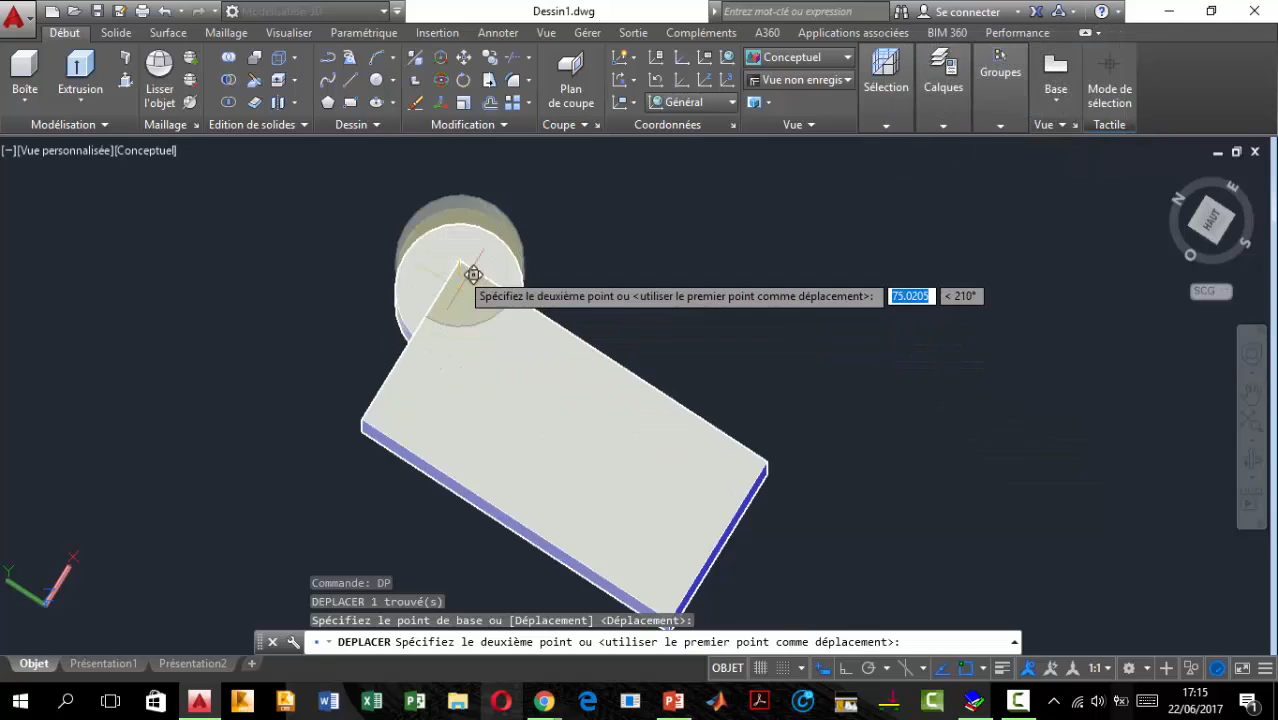 Modélisation 3D
Dessin1.dwg
Entrez mot-clé ou expression
Se connecter
Début
Solide
Surface
Maillage
Visualiser
Paramétrique
Insertion
Annoter
Vue
Gérer
Sortie
Compléments
A360
Applications associées
BIM 360
Performance
Boîte
Extrusion
Lisser
l'objet
Plan
de coupe
Conceptuel
Vue non enregis
Général
Sélection
Calques
Groupes
Base
Mode de
sélection
Modélisation
Maillage
Edition de solides
Dessin
Modification
Coupe
Coordonnées
Vue
Vue
Tactile
[−][Vue personnalisée][Conceptuel]
N
E
HAUT
O
S
SCG
Spécifiez le deuxième point ou <utiliser le premier point comme déplacement>:
75.0205
< 210°
X
Y
Commande: DP
DEPLACER 1 trouvé(s)
Spécifiez le point de base ou [Déplacement] <Déplacement>:
DEPLACER Spécifiez le deuxième point ou <utiliser le premier point comme déplacement>:
Objet
Présentation1
Présentation2
+
OBJET
1:1
17:15
22/06/2017